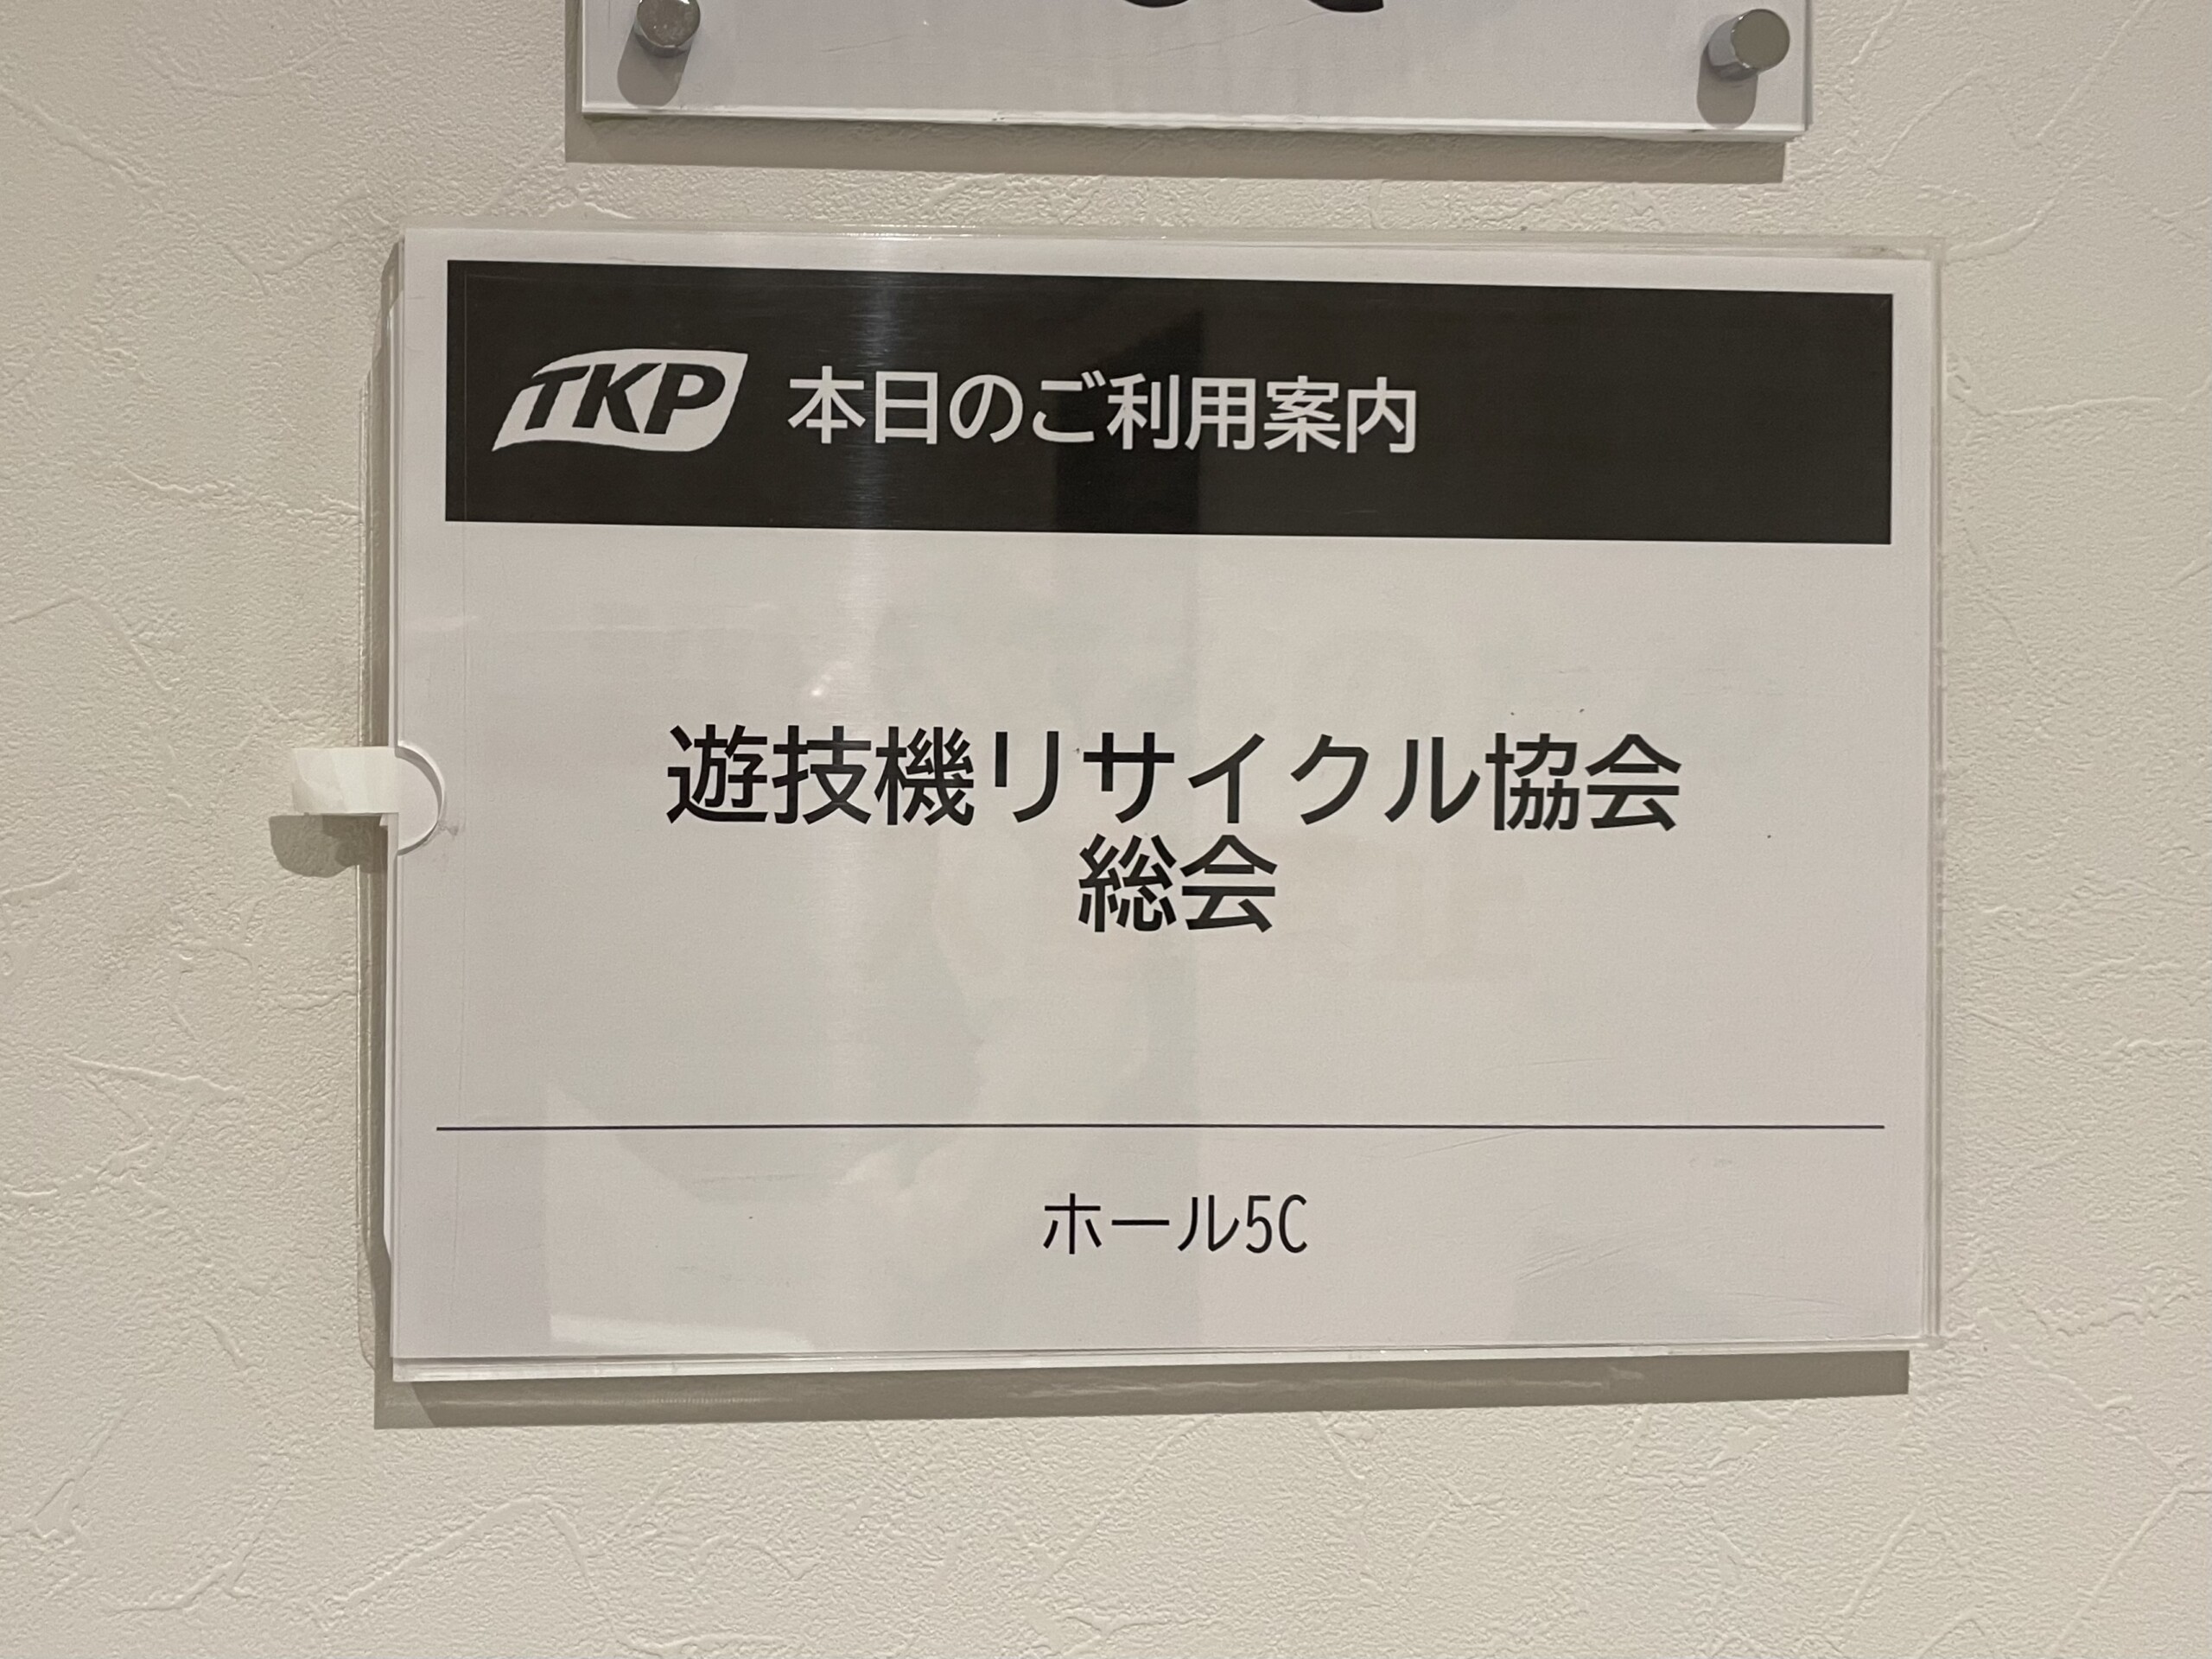 TKP 本日のご利用案内
遊技機リサイクル協会
総会
ホール5C